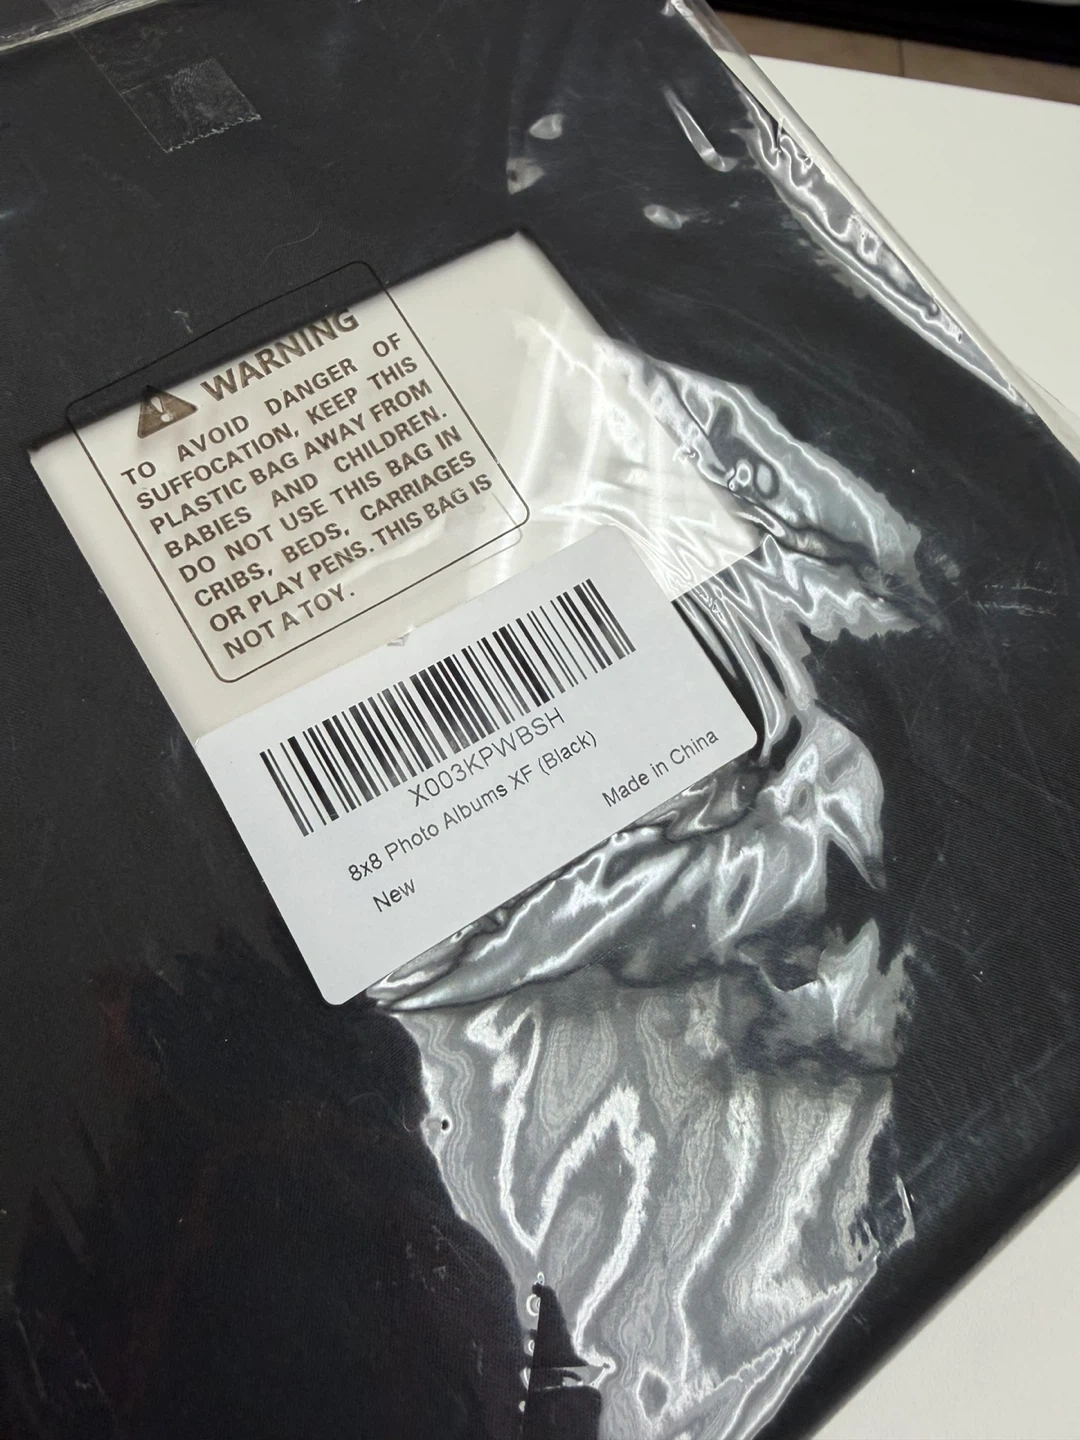 WARNING
TO AVOID DANGER OF
SUFFOCATION, KEEP THIS
PLASTIC BAG AWAY FROM
BABIES AND CHILDREN.
DO NOT USE THIS BAG IN
CRIBS, BEDS, CARRIAGES
OR PLAY PENS. THIS BAG IS
NOT A TOY.
X003KPWBSH
8x8 Photo Albums XF (Black)
New
Made in China